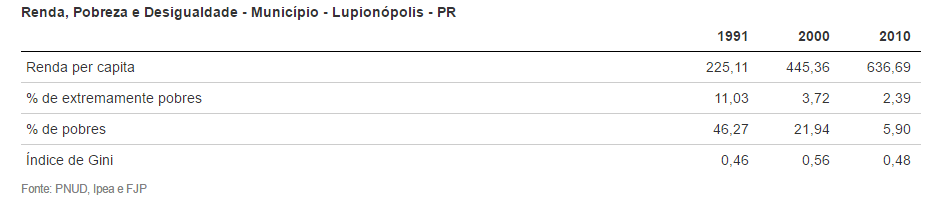 Renda, Pobreza e Desigualdade - Município - Lupionópolis - PR
1991 2000 2010
Renda per capita 225,11 445,36 636,69
% de extremamente pobres 11,03 3,72 2,39
% de pobres 46,27 21,94 5,90
Índice de Gini 0,46 0,56 0,48
Fonte: PNUD, Ipea e FJP